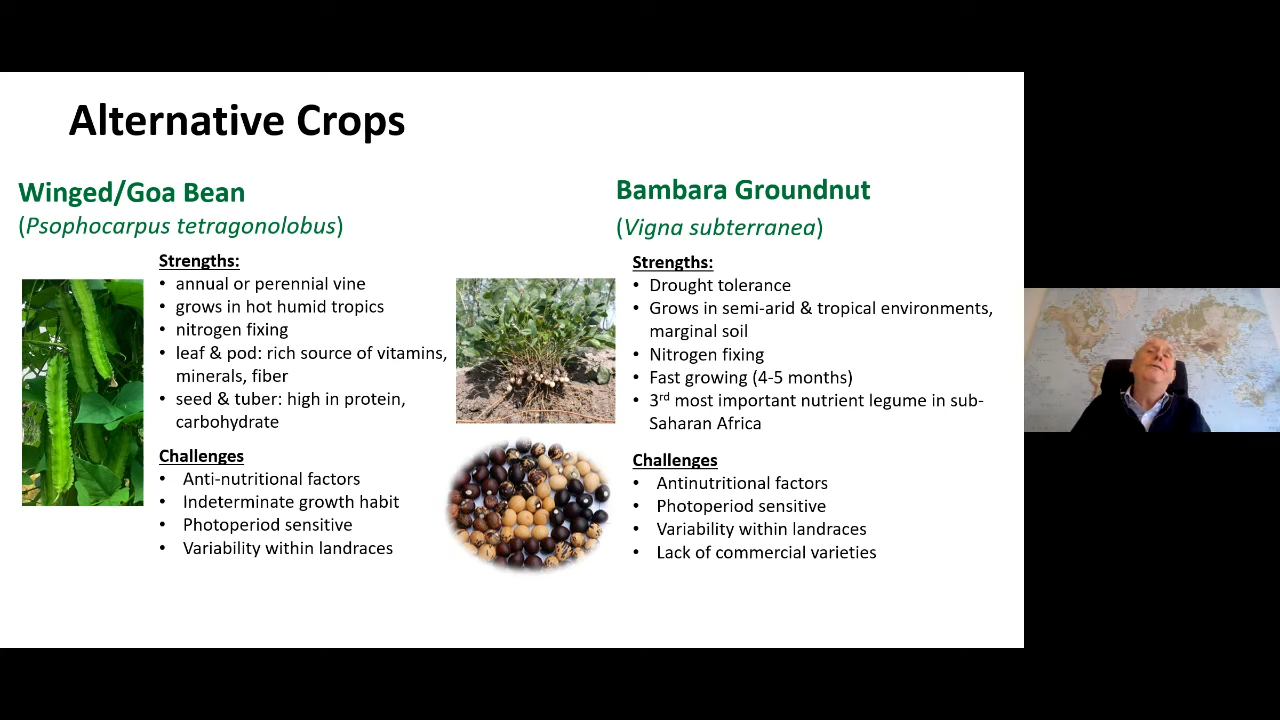 Alternative Crops
Winged/Goa Bean
(Psophocarpus tetragonolobus)
Strengths:
• annual or perennial vine
• grows in hot humid tropics
• nitrogen fixing
• leaf & pod: rich source of vitamins,
minerals, fiber
• seed & tuber: high in protein,
carbohydrate
Challenges
• Anti-nutritional factors
• Indeterminate growth habit
• Photoperiod sensitive
• Variability within landraces
Bambara Groundnut
(Vigna subterranea)
Strengths:
• Drought tolerance
• Grows in semi-arid & tropical environments,
marginal soil
• Nitrogen fixing
• Fast growing (4-5 months)
• 3rd most important nutrient legume in sub-
Saharan Africa
Challenges
• Antinutritional factors
• Photoperiod sensitive
• Variability within landraces
• Lack of commercial varieties